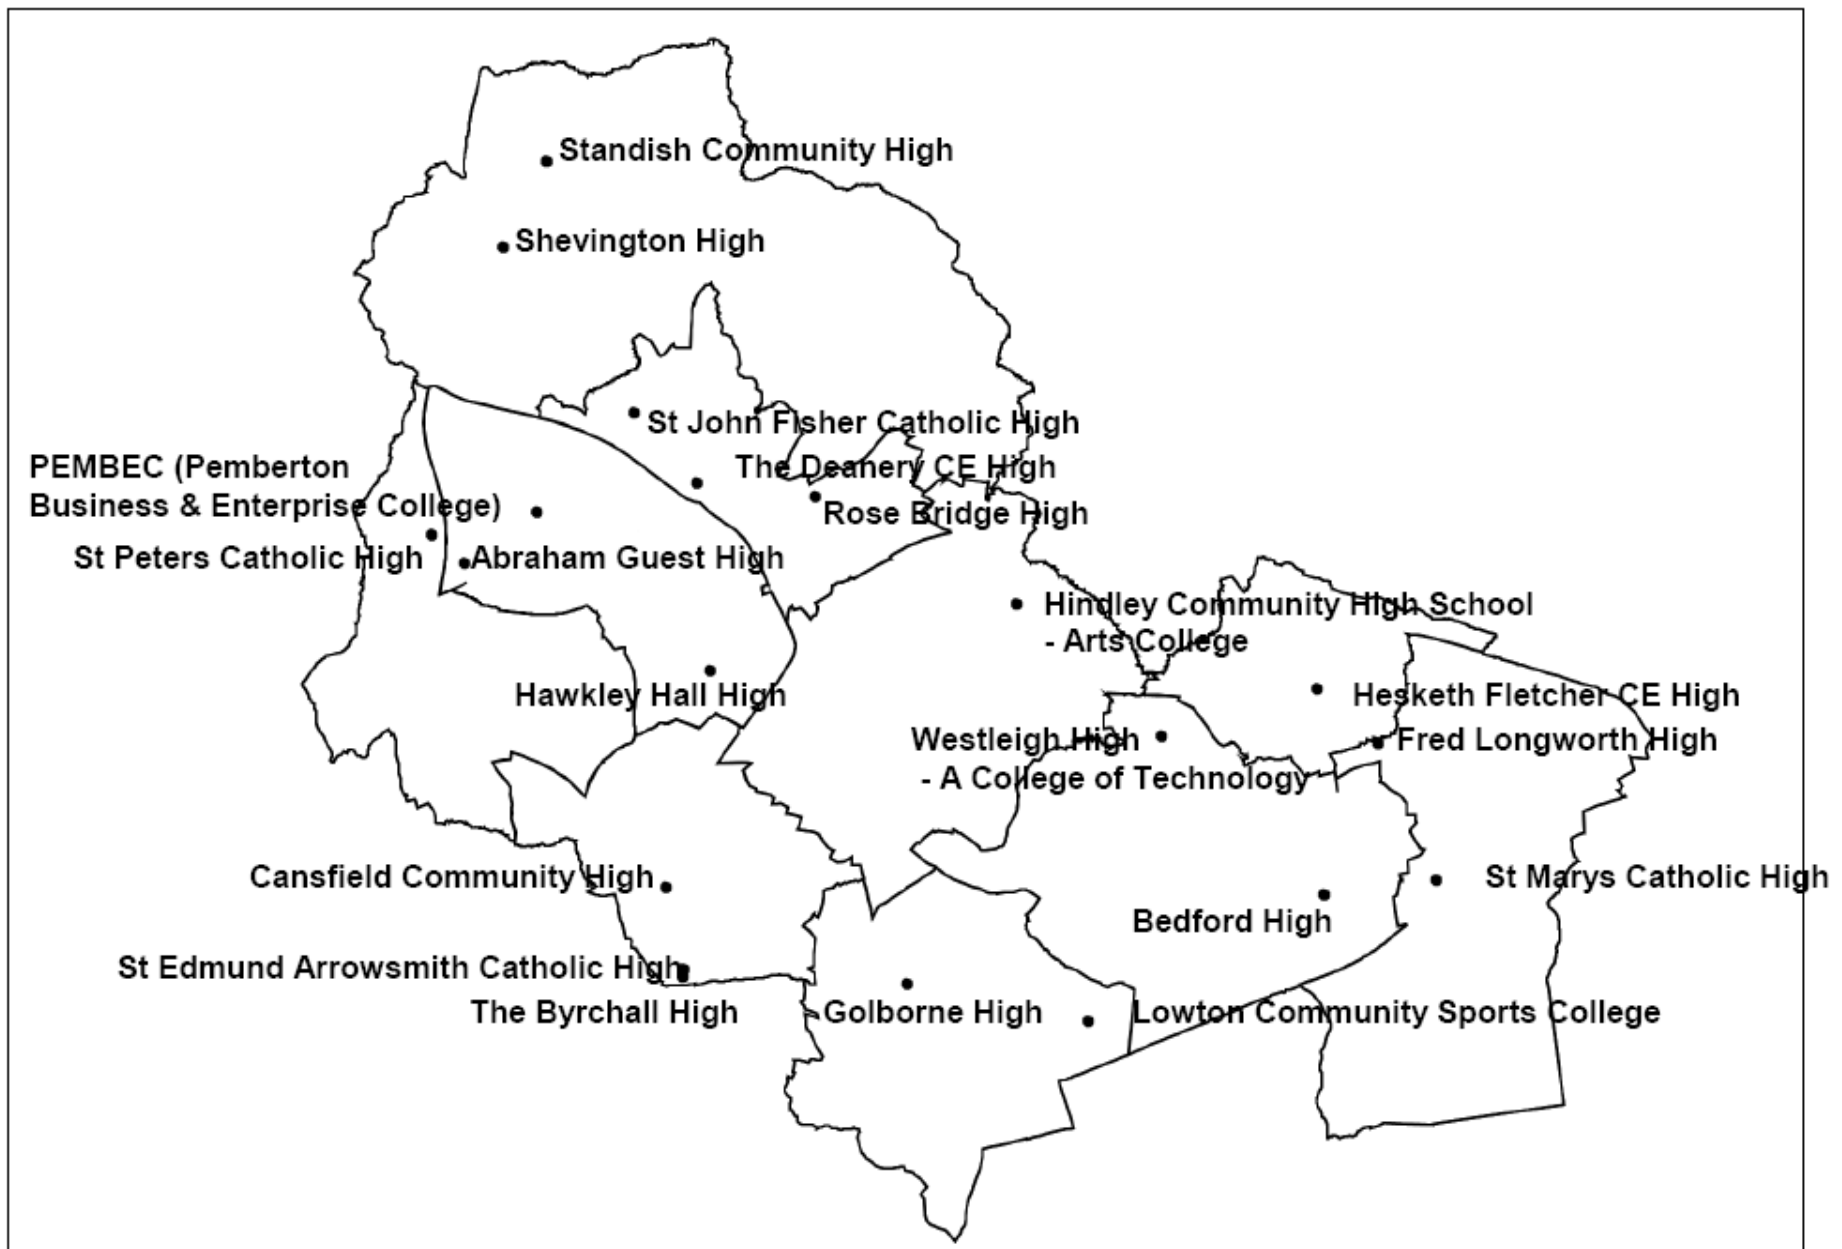 Standish Community High
Shevington High
St John Fisher Catholic High
PEMBEC (Pemberton
Business & Enterprise College)
The Deanery CE High
Rose Bridge High
St Peters Catholic High
Abraham Guest High
Hindley Community High School
- Arts College
Hawkley Hall High
Hesketh Fletcher CE High
Westleigh High
- A College of Technology
Fred Longworth High
Cansfield Community High
St Marys Catholic High
Bedford High
St Edmund Arrowsmith Catholic High
The Byrchall High
Golborne High
Lowton Community Sports College